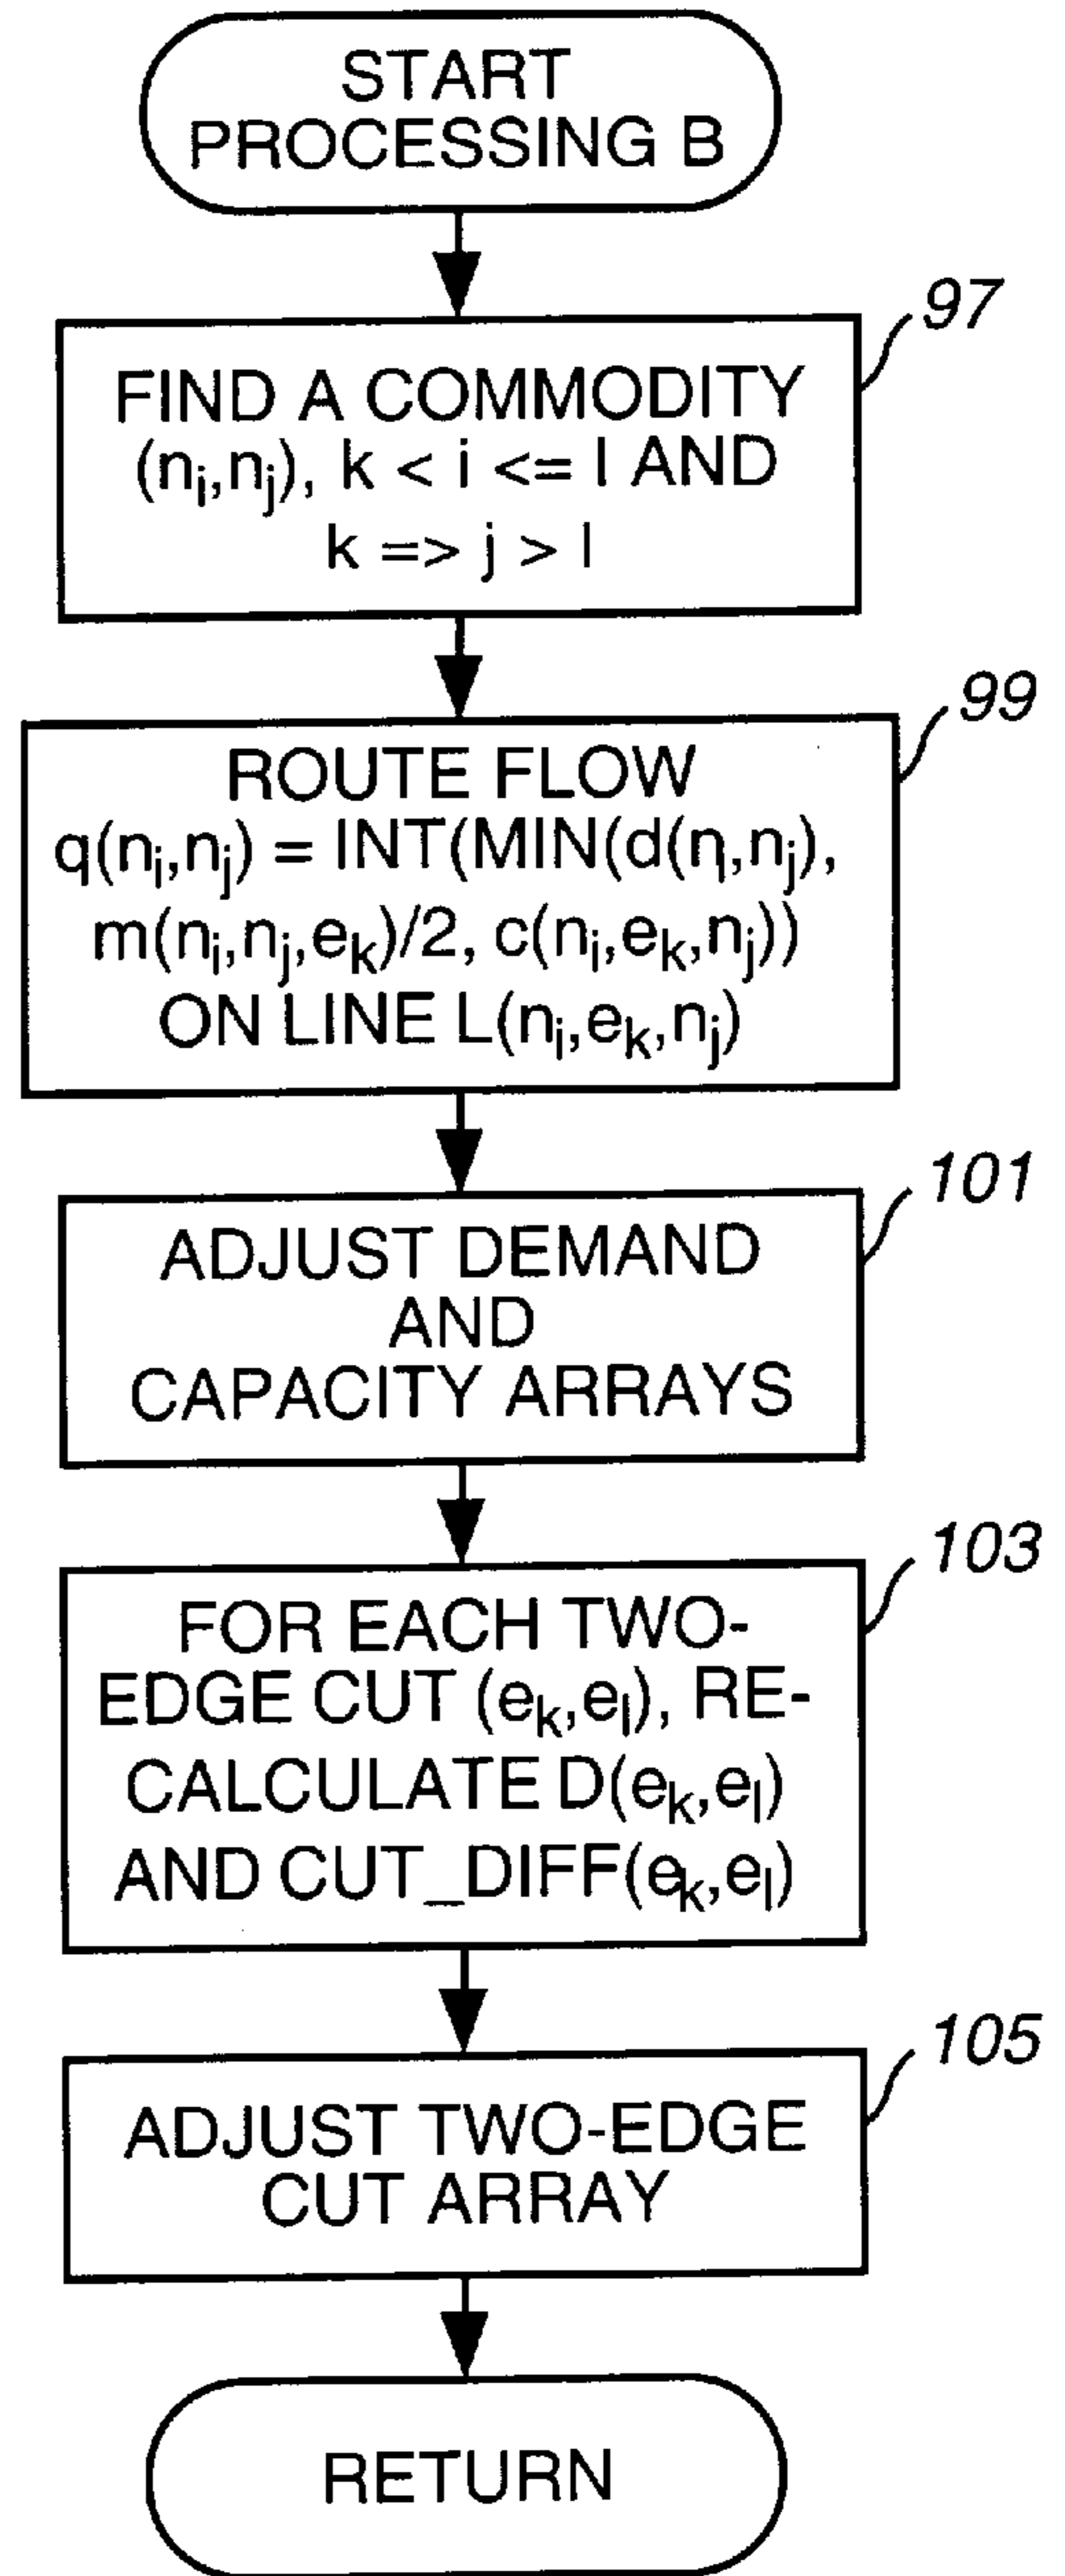 START
PROCESSING B
97
FIND A COMMODITY
(nᵢ,nⱼ), k < i <= l AND
k => j > l
99
ROUTE FLOW
q(nᵢ,nⱼ) = INT(MIN(d(nᵢ,nⱼ),
m(nᵢ,nⱼ,eₖ)/2, c(nᵢ,eₖ,nⱼ))
ON LINE L(nᵢ,eₖ,nⱼ)
101
ADJUST DEMAND
AND
CAPACITY ARRAYS
103
FOR EACH TWO-
EDGE CUT (eₖ,eₗ), RE-
CALCULATE D(eₖ,eₗ)
AND CUT_DIFF(eₖ,eₗ)
105
ADJUST TWO-EDGE
CUT ARRAY
RETURN